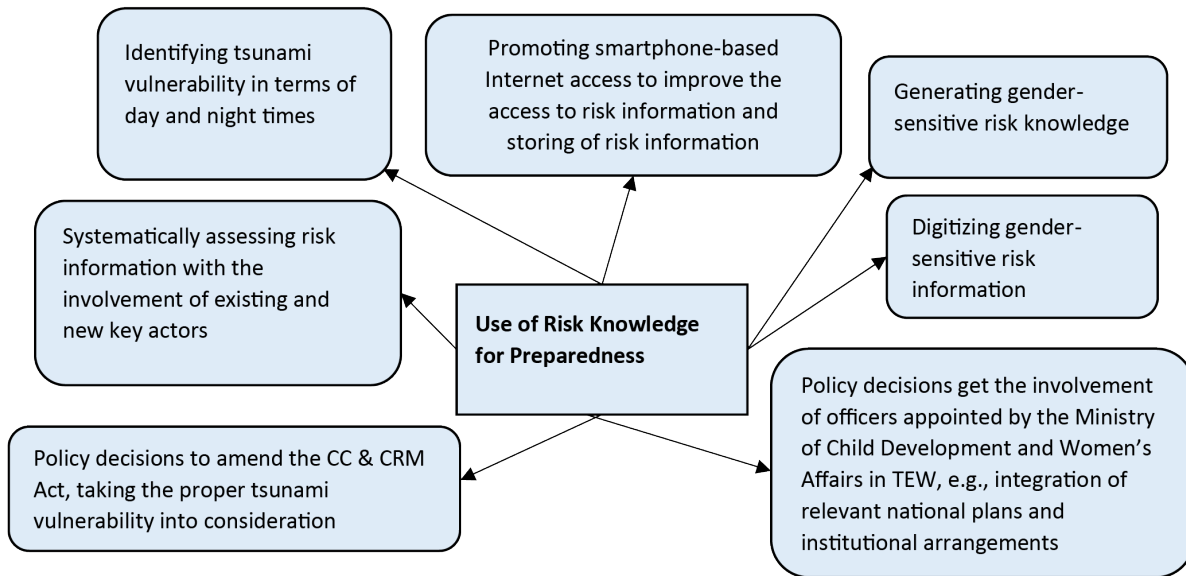 Identifying tsunami
vulnerability in terms of
day and night times
Promoting smartphone-based
Internet access to improve the
access to risk information and
storing of risk information
Generating gender-
sensitive risk knowledge
Systematically assessing risk
information with the
involvement of existing and
new key actors
Digitizing gender-
sensitive risk
information
Use of Risk Knowledge
for Preparedness
Policy decisions to amend the CC & CRM
Act, taking the proper tsunami
vulnerability into consideration
Policy decisions get the involvement
of officers appointed by the Ministry
of Child Development and Women’s
Affairs in TEW, e.g., integration of
relevant national plans and
institutional arrangements